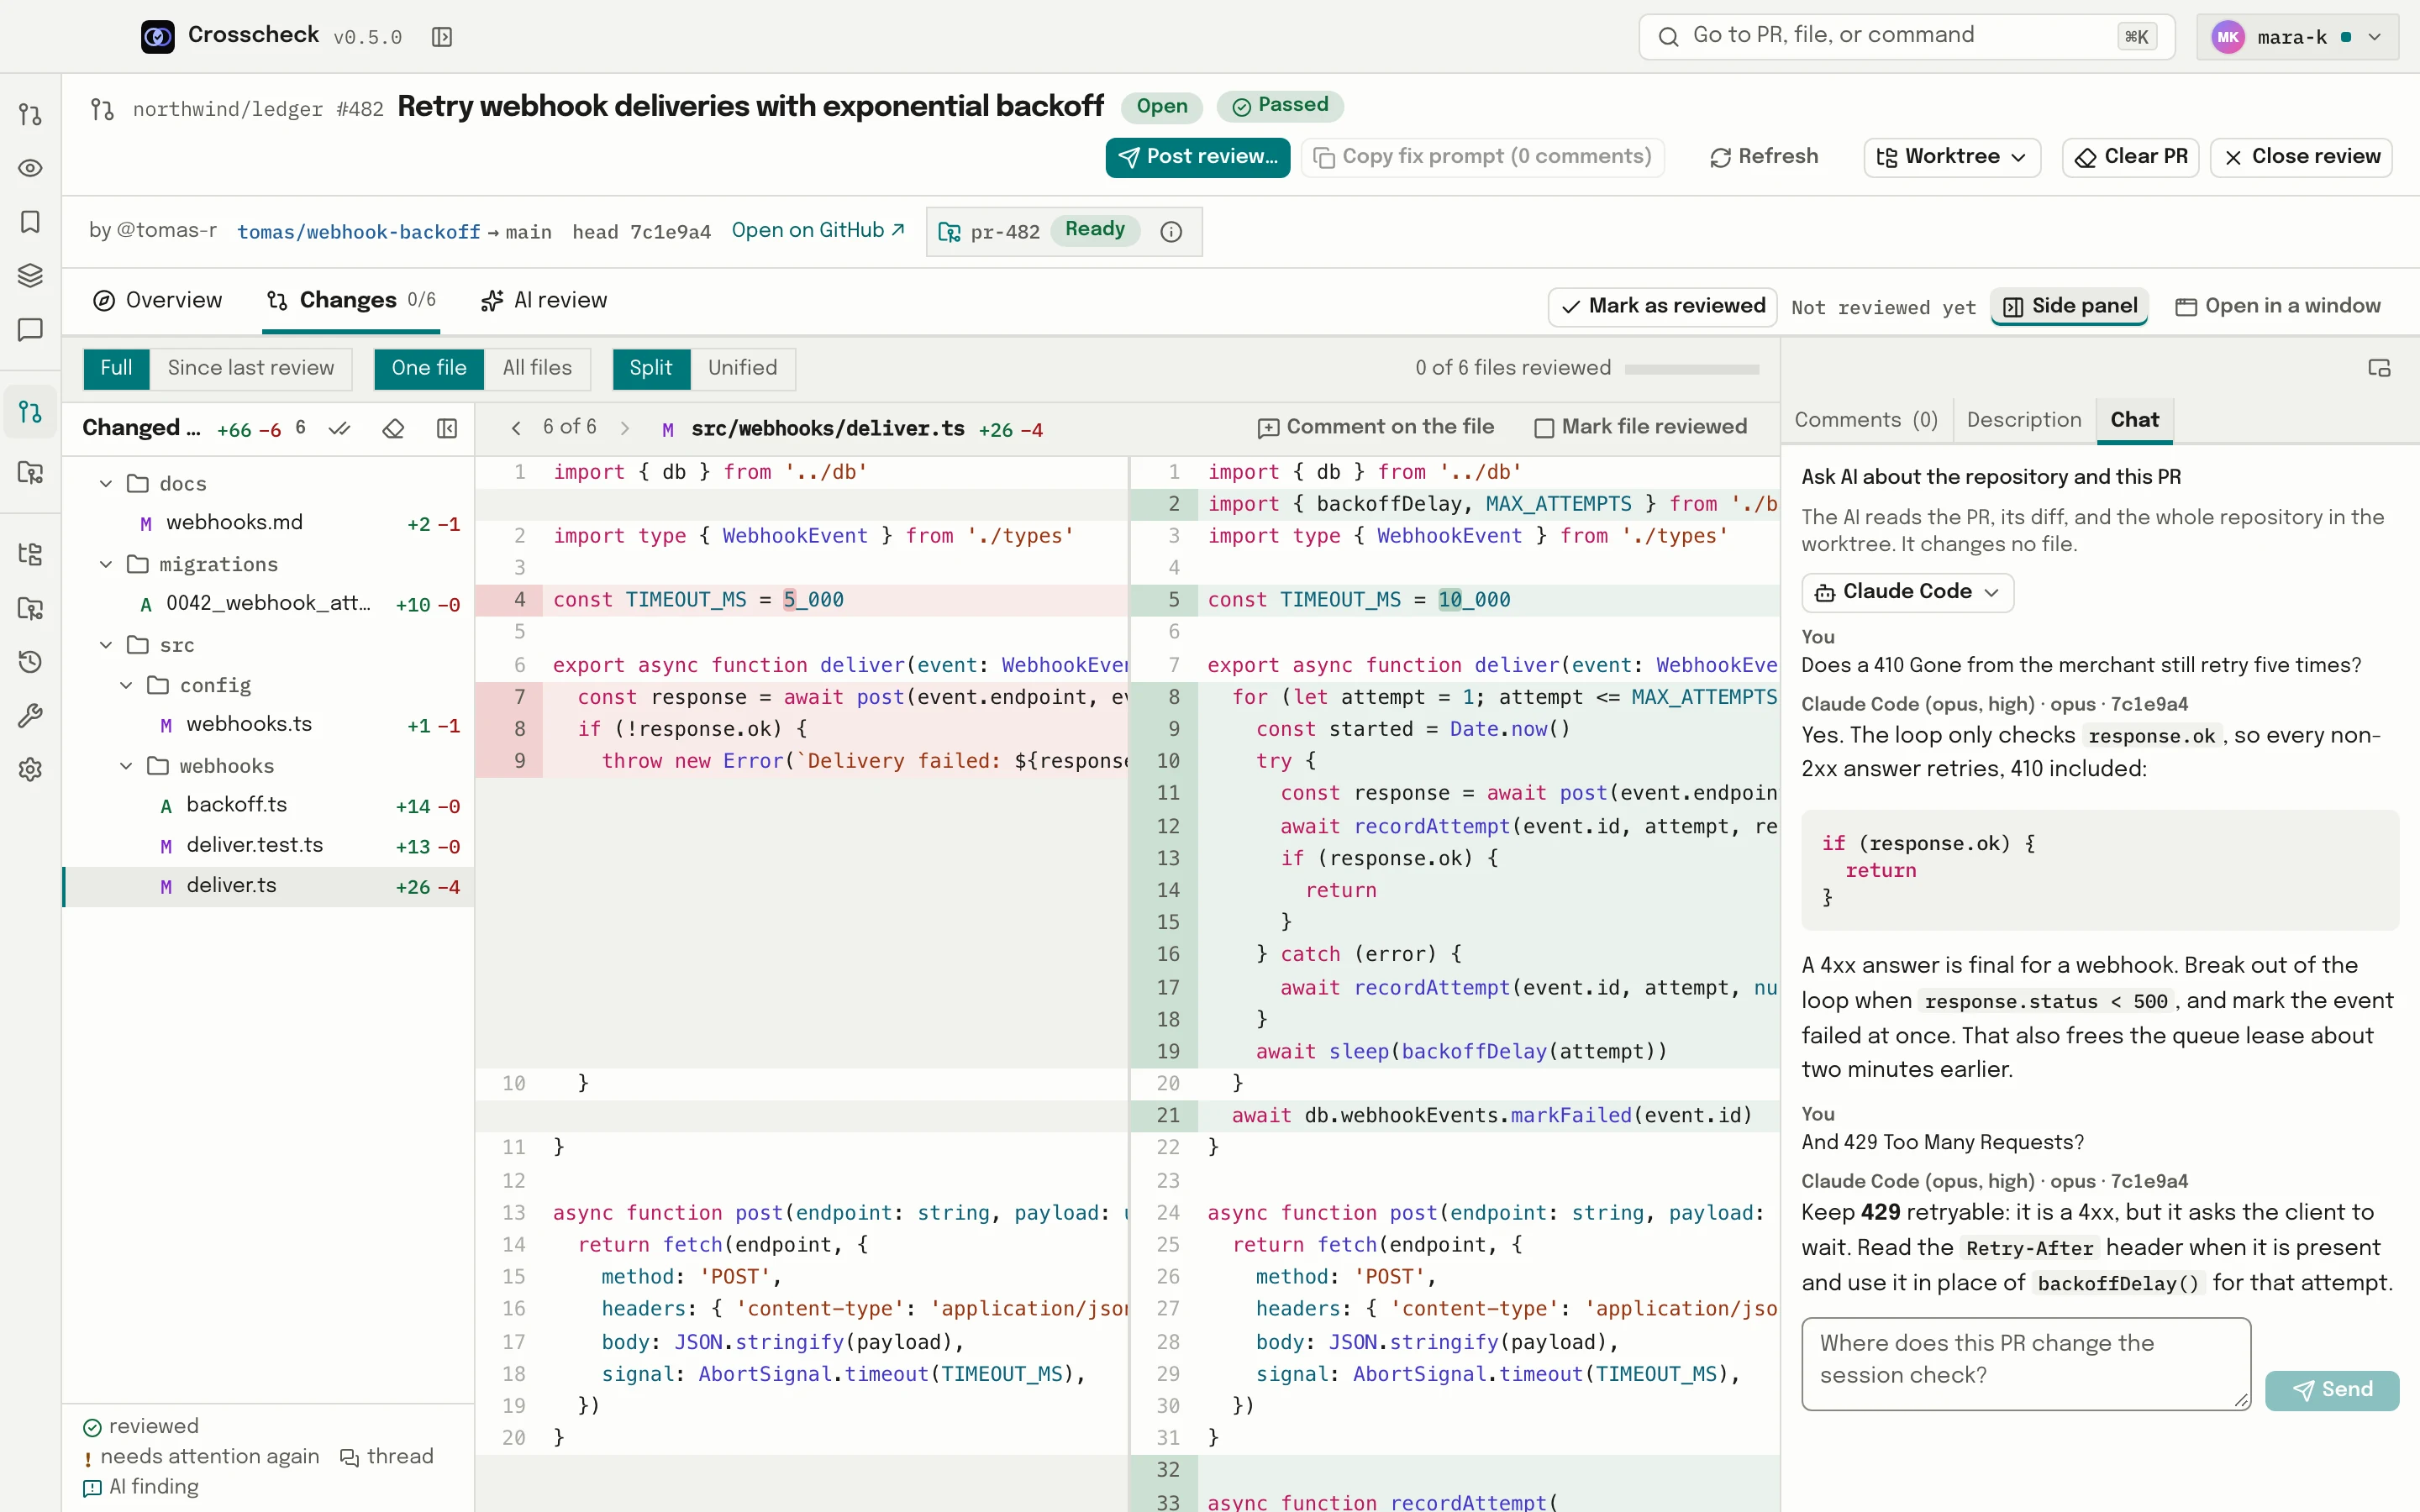 Crosscheck v0.5.0
Go to PR, file, or command ⌘K
MK mara-k
northwind/ledger #482 Retry webhook deliveries with exponential backoff Open Passed
Post review… Copy fix prompt (0 comments) Refresh Worktree Clear PR Close review
by @tomas-r tomas/webhook-backoff → main head 7c1e9a4 Open on GitHub ↗ pr-482 Ready
Overview Changes 0/6 AI review
Mark as reviewed Not reviewed yet Side panel Open in a window
Full Since last review One file All files Split Unified 0 of 6 files reviewed
Changed … +66 −6 6
docs
M webhooks.md +2 −1
migrations
A 0042_webhook_att… +10 −0
src
config
M webhooks.ts +1 −1
webhooks
A backoff.ts +14 −0
M deliver.test.ts +13 −0
M deliver.ts +26 −4
reviewed
! needs attention again thread
AI finding
6 of 6 M src/webhooks/deliver.ts +26 −4 Comment on the file Mark file reviewed
1 import { db } from '../db'
2 import type { WebhookEvent } from './types'
3
4 const TIMEOUT_MS = 5_000
5
6 export async function deliver(event: WebhookEve
7 const response = await post(event.endpoint, e
8 if (!response.ok) {
9 throw new Error(`Delivery failed: ${respons
10 }
11 }
12
13 async function post(endpoint: string, payload:
14 return fetch(endpoint, {
15 method: 'POST',
16 headers: { 'content-type': 'application/jso
17 body: JSON.stringify(payload),
18 signal: AbortSignal.timeout(TIMEOUT_MS),
19 })
20 }
1 import { db } from '../db'
2 import { backoffDelay, MAX_ATTEMPTS } from './b
3 import type { WebhookEvent } from './types'
4
5 const TIMEOUT_MS = 10_000
6
7 export async function deliver(event: WebhookEve
8 for (let attempt = 1; attempt <= MAX_ATTEMPTS
9 const started = Date.now()
10 try {
11 const response = await post(event.endpoin
12 await recordAttempt(event.id, attempt, re
13 if (response.ok) {
14 return
15 }
16 } catch (error) {
17 await recordAttempt(event.id, attempt, nu
18 }
19 await sleep(backoffDelay(attempt))
20 }
21 await db.webhookEvents.markFailed(event.id)
22 }
23
24 async function post(endpoint: string, payload:
25 return fetch(endpoint, {
26 method: 'POST',
27 headers: { 'content-type': 'application/jso
28 body: JSON.stringify(payload),
29 signal: AbortSignal.timeout(TIMEOUT_MS),
30 })
31 }
32
33 async function recordAttempt(
Comments (0) Description Chat
Ask AI about the repository and this PR
The AI reads the PR, its diff, and the whole repository in the
worktree. It changes no file.
Claude Code
You
Does a 410 Gone from the merchant still retry five times?
Claude Code (opus, high) · opus · 7c1e9a4
Yes. The loop only checks response.ok, so every non-
2xx answer retries, 410 included:
if (response.ok) {
return
}
A 4xx answer is final for a webhook. Break out of the
loop when response.status < 500, and mark the event
failed at once. That also frees the queue lease about
two minutes earlier.
You
And 429 Too Many Requests?
Claude Code (opus, high) · opus · 7c1e9a4
Keep 429 retryable: it is a 4xx, but it asks the client to
wait. Read the Retry-After header when it is present
and use it in place of backoffDelay() for that attempt.
Where does this PR change the
session check?
Send